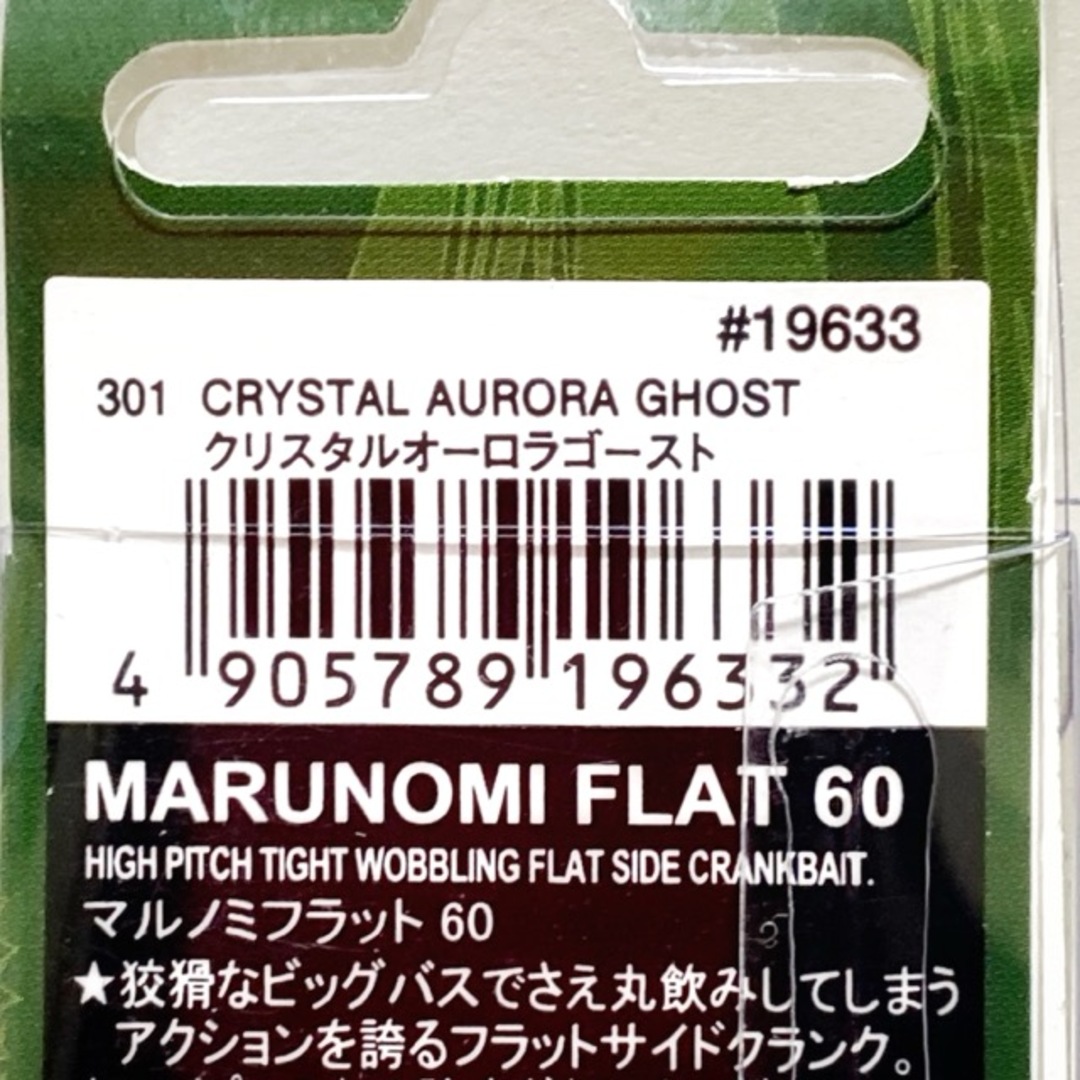 #19633
301 CRYSTAL AURORA GHOST
クリスタルオーロラゴースト
4 905789 196332
MARUNOMI FLAT 60
HIGH PITCH TIGHT WOBBLING FLAT SIDE CRANKBAIT.
マルノミフラット 60
★狡猾なビッグバスでさえ丸飲みしてしまう
アクションを誇るフラットサイドクランク。